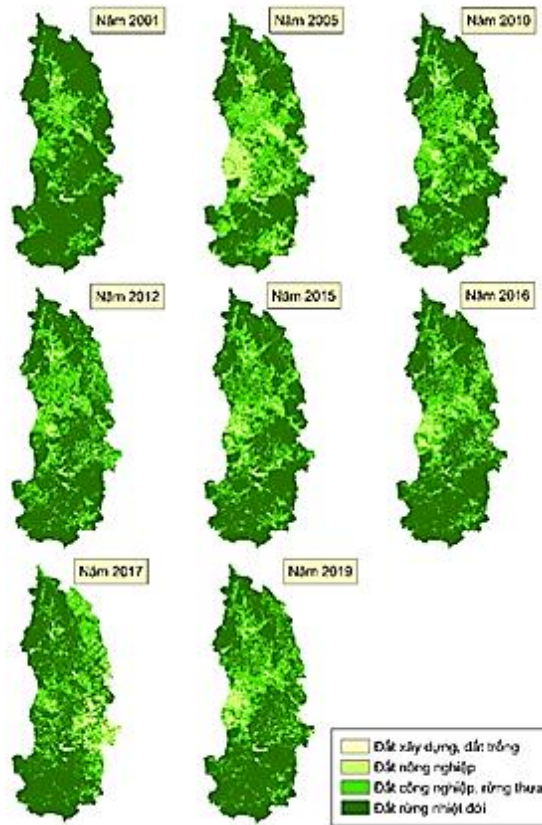 Năm 2001
Năm 2005
Năm 2010
Năm 2012
Năm 2015
Năm 2016
Năm 2017
Năm 2019
Đất xây dựng, đất trống
Đất nông nghiệp
Đất công nghiệp, rừng thưa
Đất rừng nhiệt đới